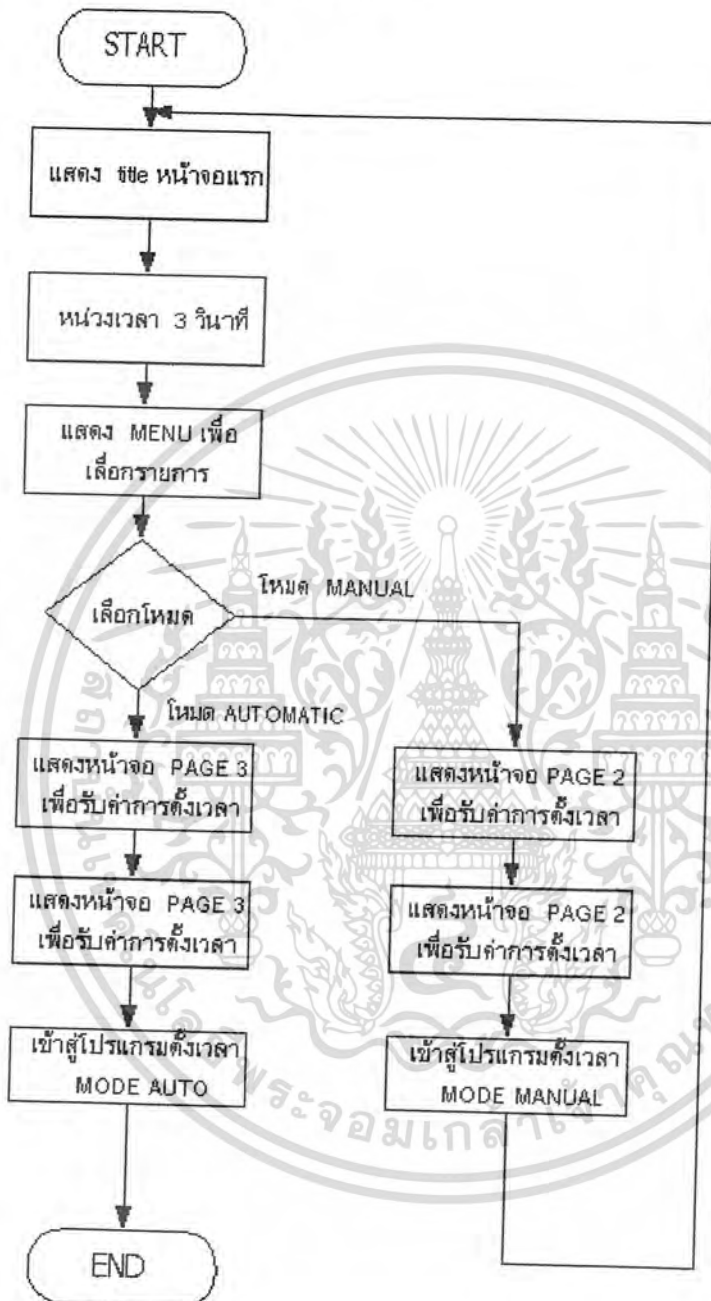 START
แสดง title หน้าจอแรก
หน่วงเวลา 3 วินาที
แสดง MENU เพื่อ
เลือกรายการ
เลือกโหมด
โหมด MANUAL
โหมด AUTOMATIC
แสดงหน้าจอ PAGE 3
เพื่อรับค่าการตั้งเวลา
แสดงหน้าจอ PAGE 3
เพื่อรับค่าการตั้งเวลา
เข้าสู่โปรแกรมตั้งเวลา
MODE AUTO
END
แสดงหน้าจอ PAGE 2
เพื่อรับค่าการตั้งเวลา
แสดงหน้าจอ PAGE 2
เพื่อรับค่าการตั้งเวลา
เข้าสู่โปรแกรมตั้งเวลา
MODE MANUAL